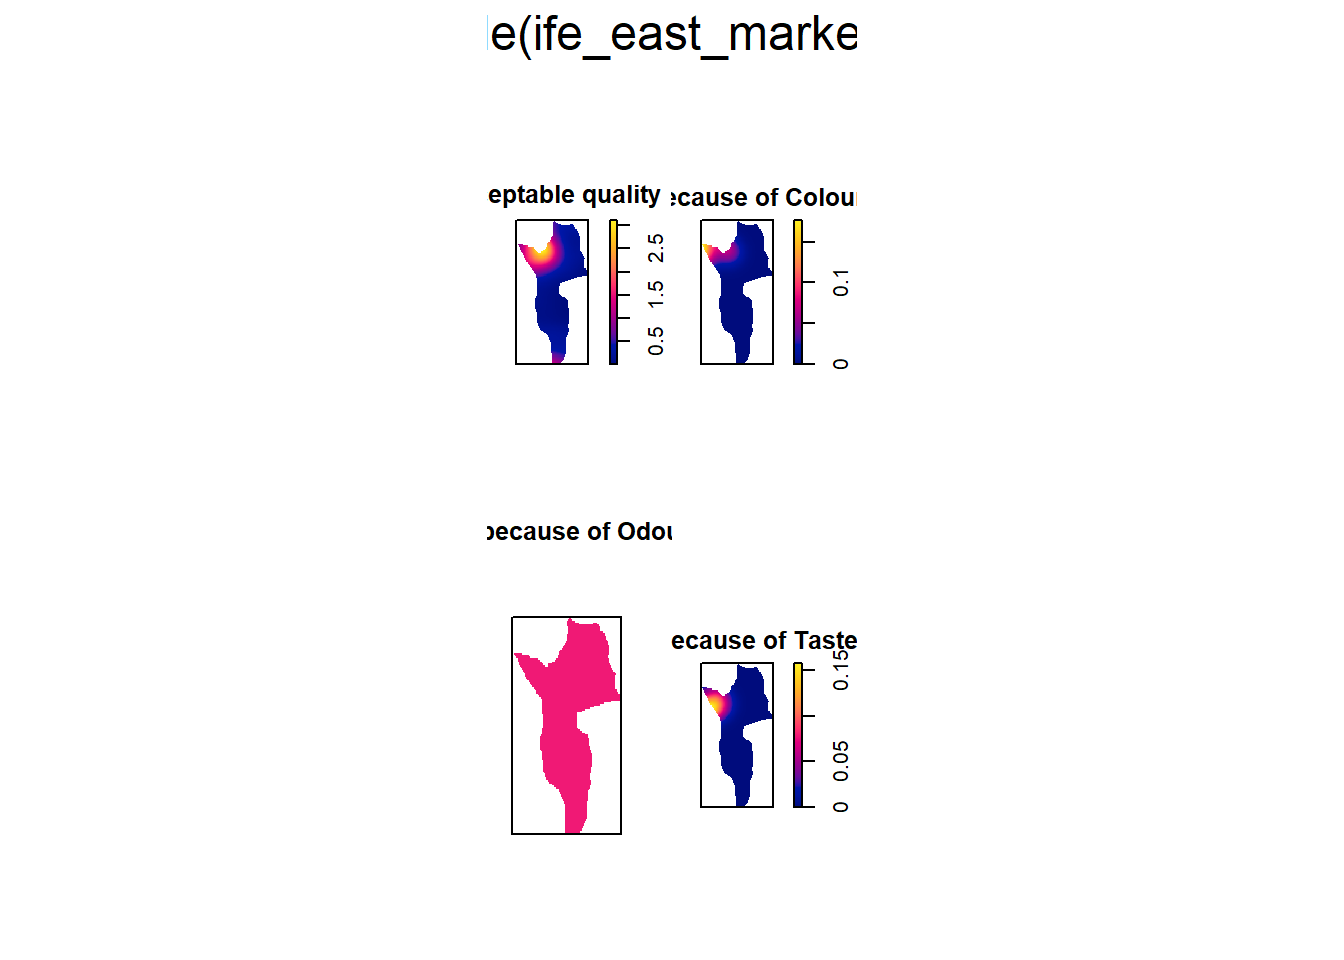 e(ife_east_marke
eptable quality
ecause of Colou
2.5
1.5
0.5
0.1
0
because of Odou
ecause of Taste
0.15
0.05
0